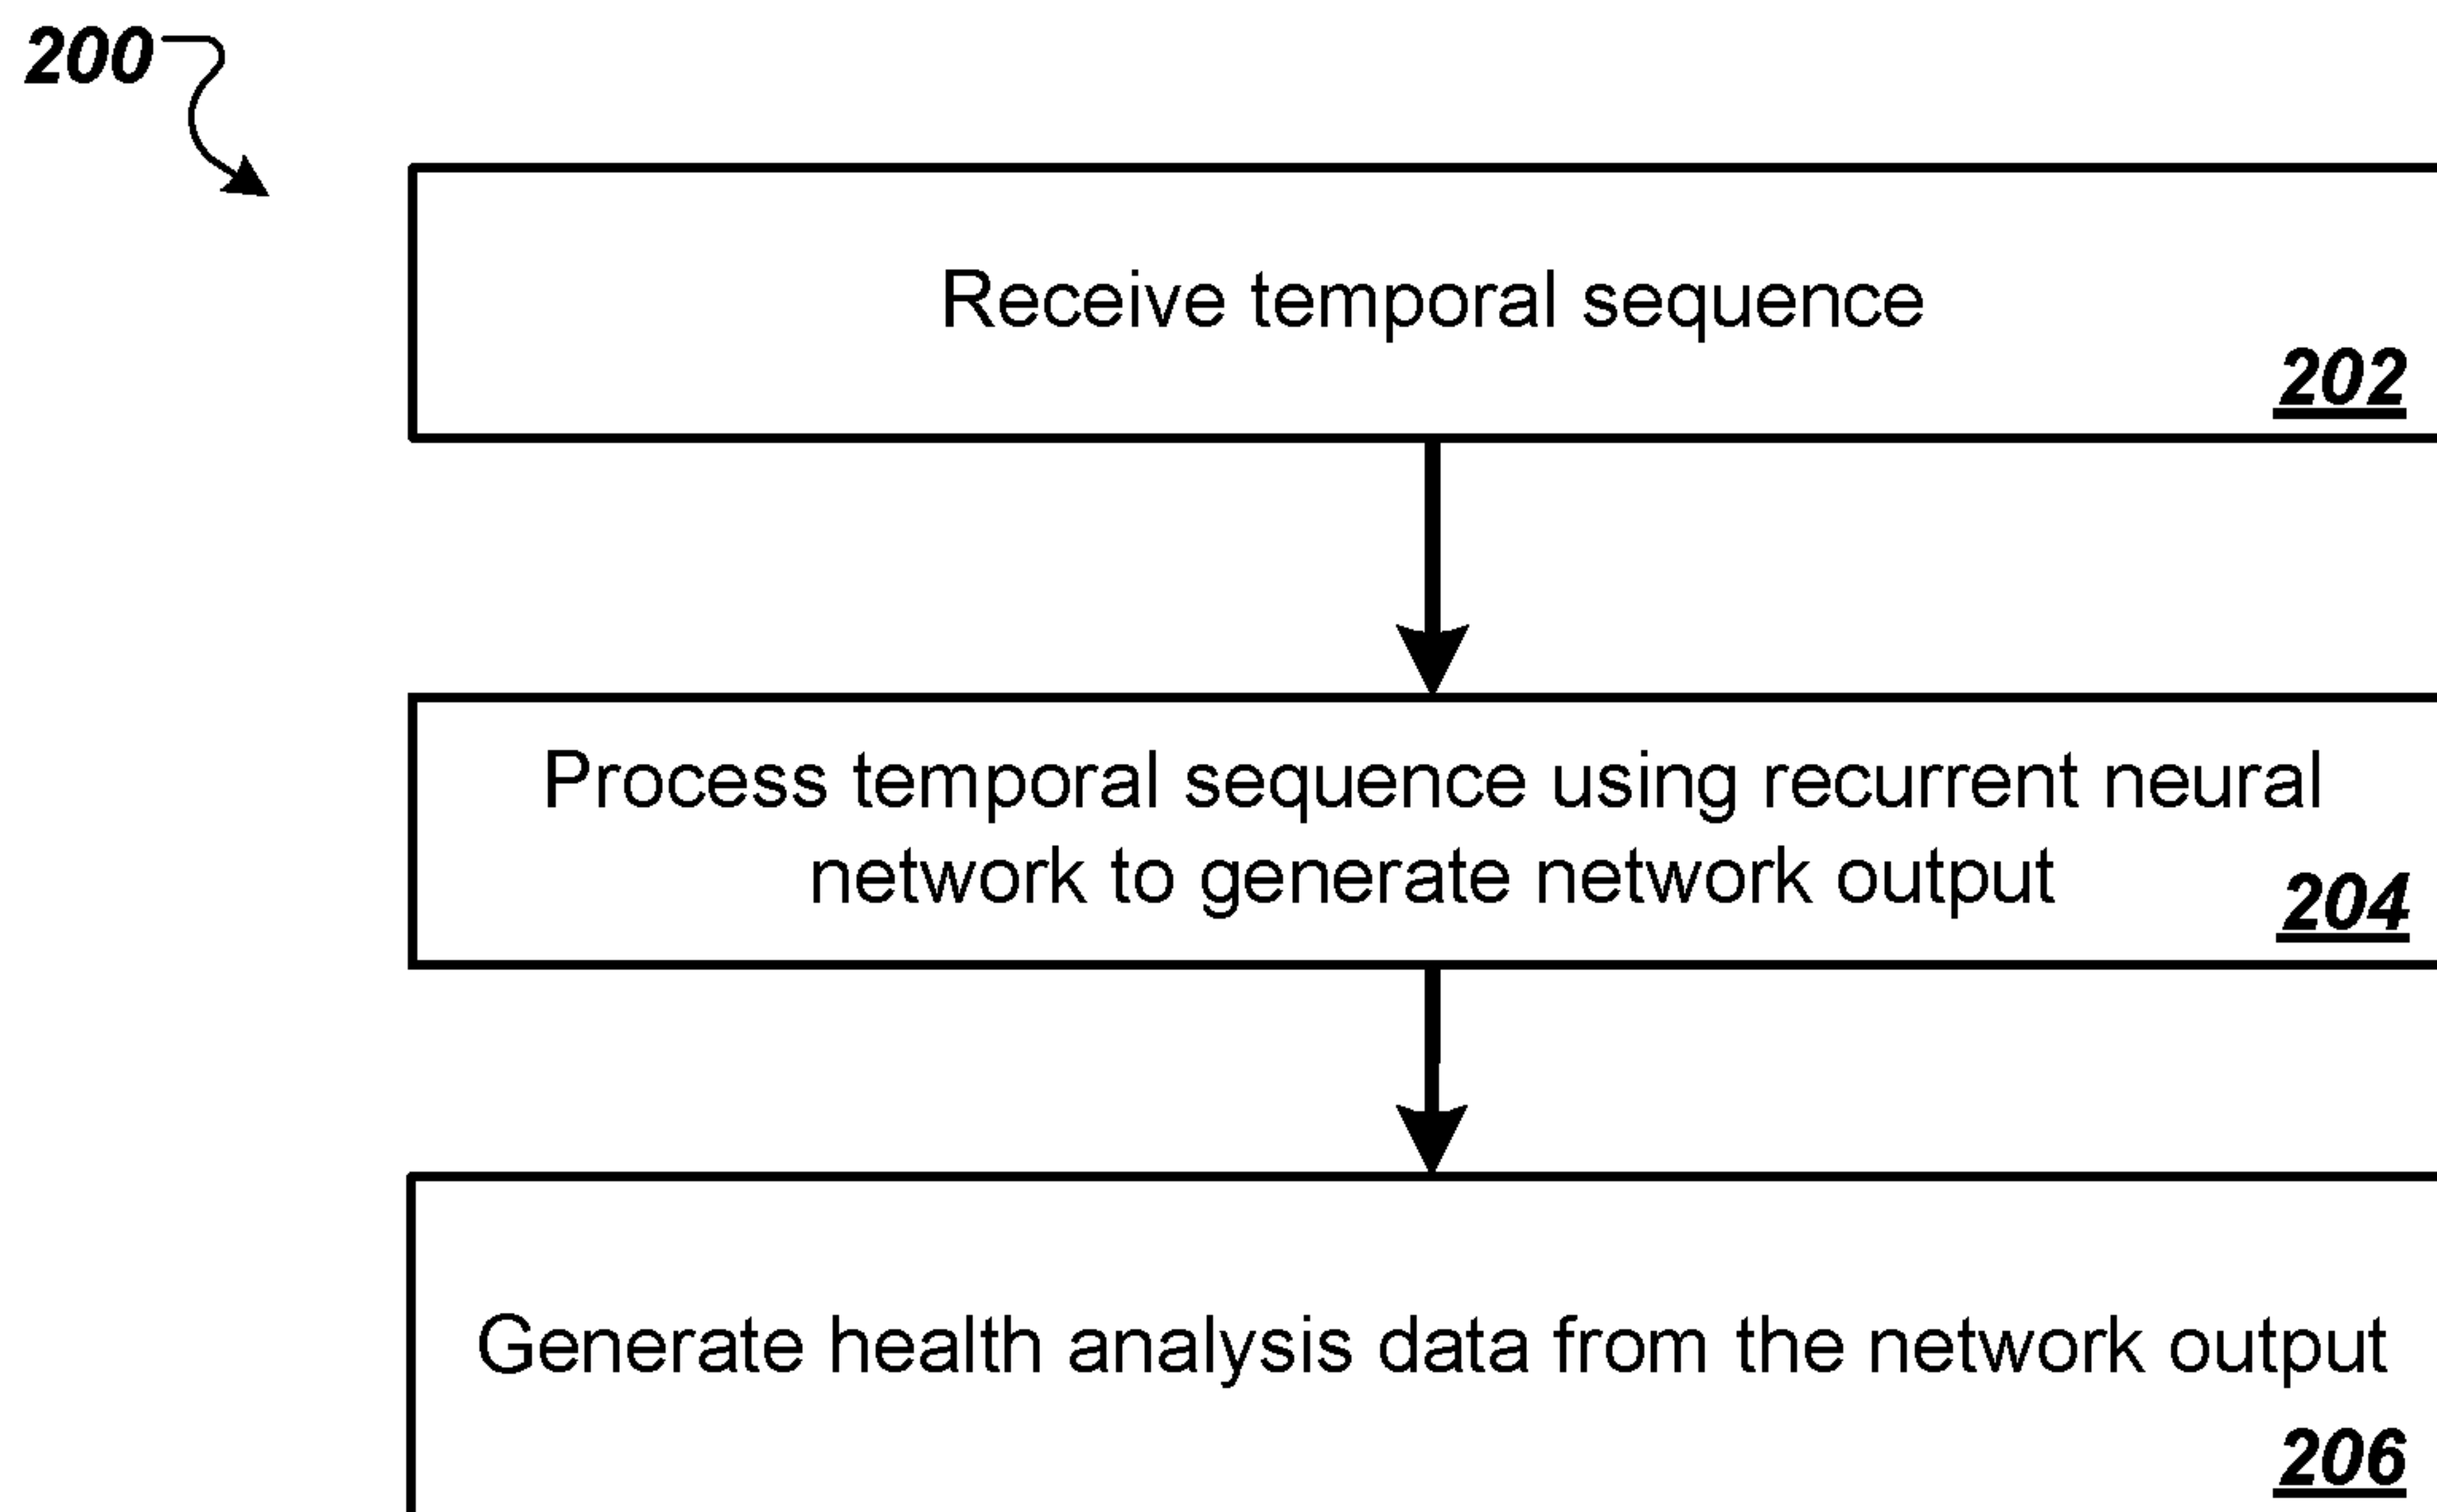 200
Receive temporal sequence
202
Process temporal sequence using recurrent neural
network to generate network output
204
Generate health analysis data from the network output
206